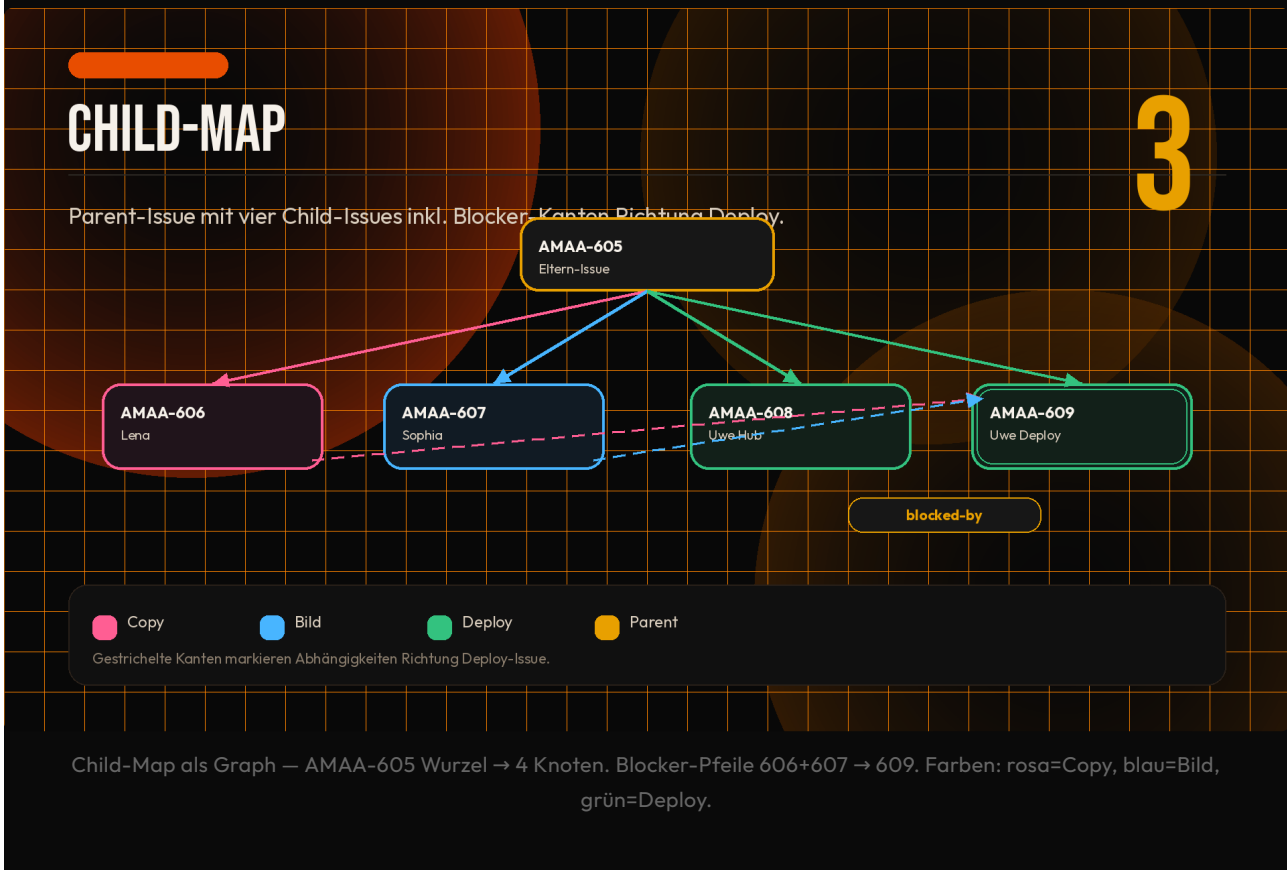 CHILD-MAP
3
Parent-Issue mit vier Child-Issues inkl. Blocker-Kanten Richtung Deploy.
AMAA-605
Eltern-Issue
AMAA-606
Lena
AMAA-607
Sophia
AMAA-608
Uwe Hub
AMAA-609
Uwe Deploy
blocked-by
Copy
Bild
Deploy
Parent
Gestrichelte Kanten markieren Abhängigkeiten Richtung Deploy-Issue.
Child-Map als Graph — AMAA-605 Wurzel → 4 Knoten. Blocker-Pfeile 606+607 → 609. Farben: rosa=Copy, blau=Bild,
grün=Deploy.